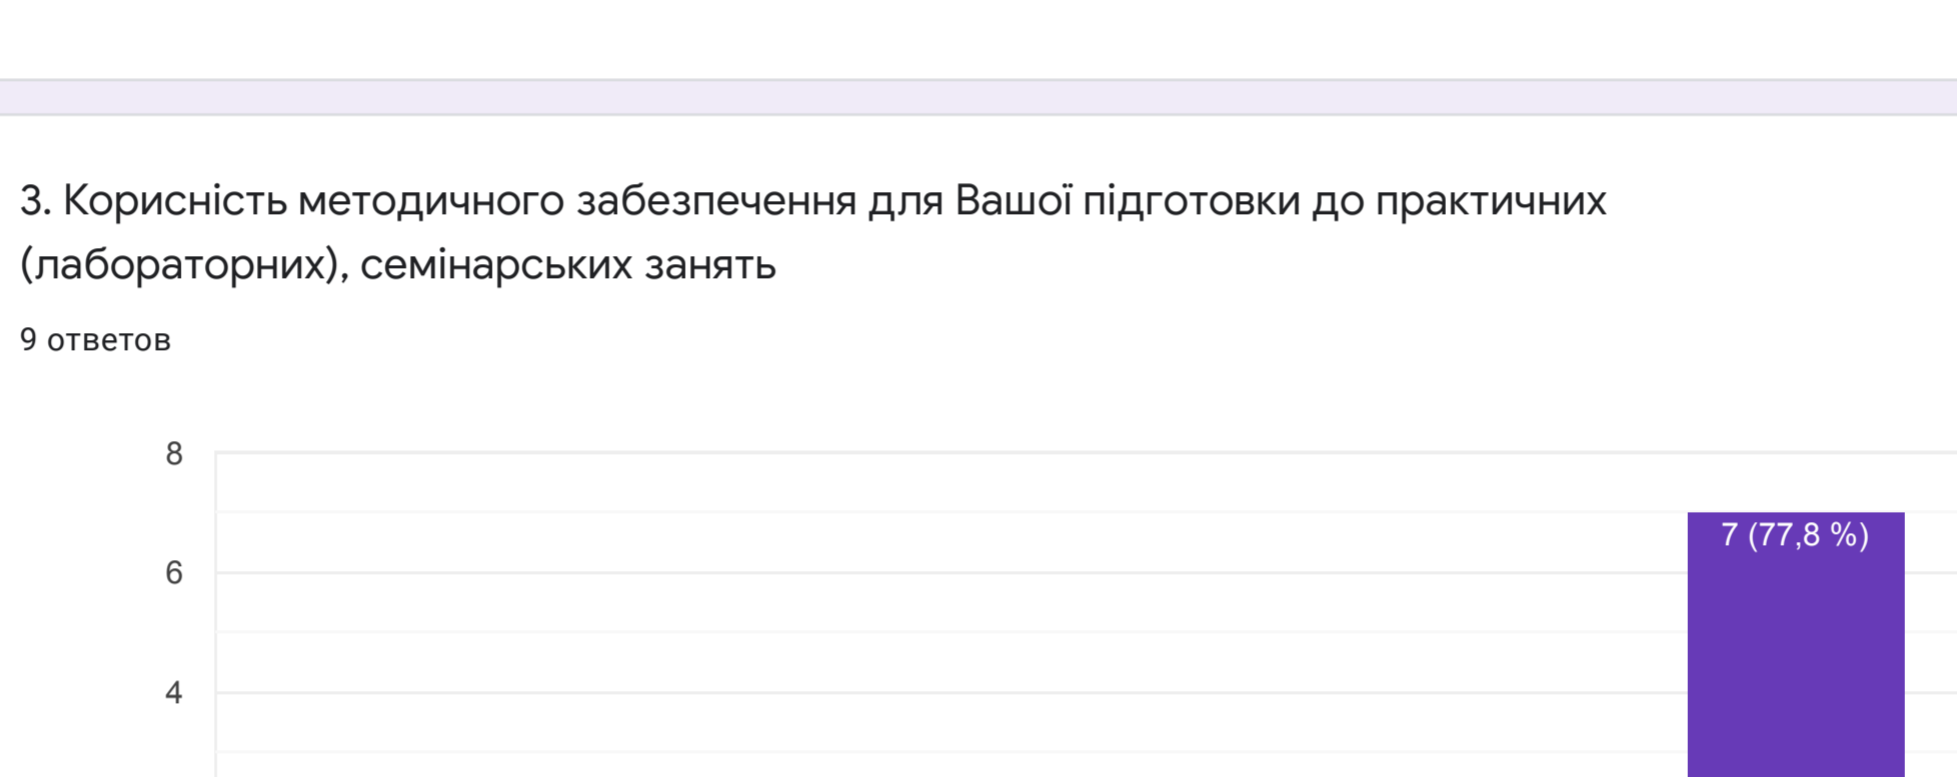 3. Корисність методичного забезпечення для Вашої підготовки до практичних
(лабораторних), семінарських занять
9 ответов
8
7 (77,8 %)
6
4